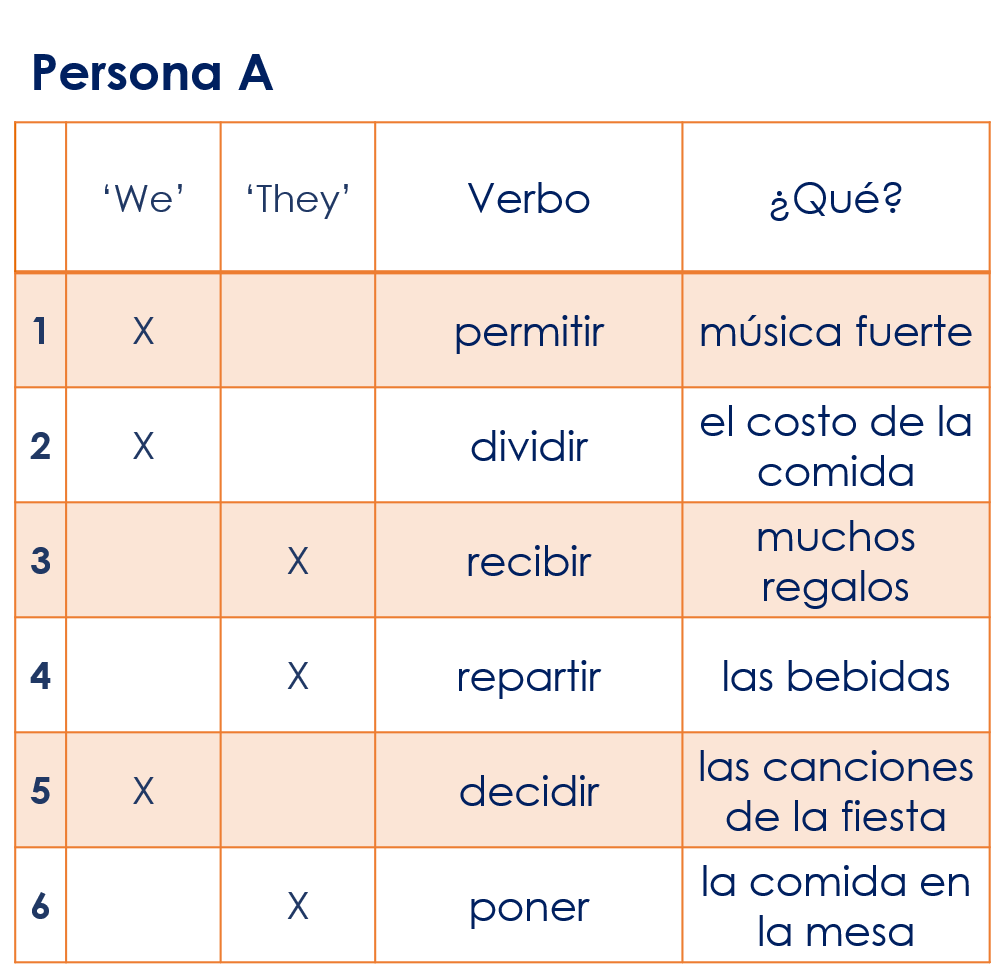 Persona A
‘We’ ‘They’ Verbo ¿Qué?
1 X permitir música fuerte
2 X dividir el costo de la
comida
3 X recibir muchos
regalos
4 X repartir las bebidas
5 X decidir las canciones
de la fiesta
6 X poner la comida en
la mesa